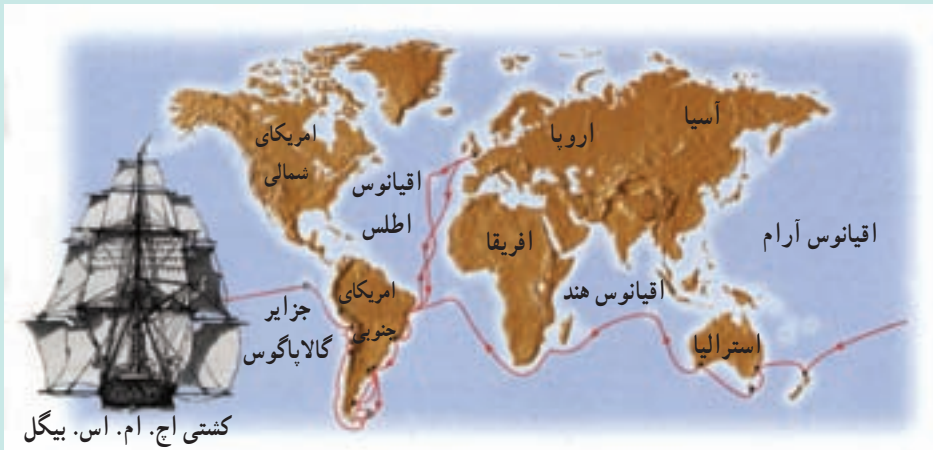 آسیا
اروپا
امریکای
شمالی
اقیانوس
اطلس
اقیانوس آرام
افریقا
اقیانوس هند
امریکای
جنوبی
جزایر
گالاپاگوس
استرالیا
کشتی اچ. ام. اس. بیگل